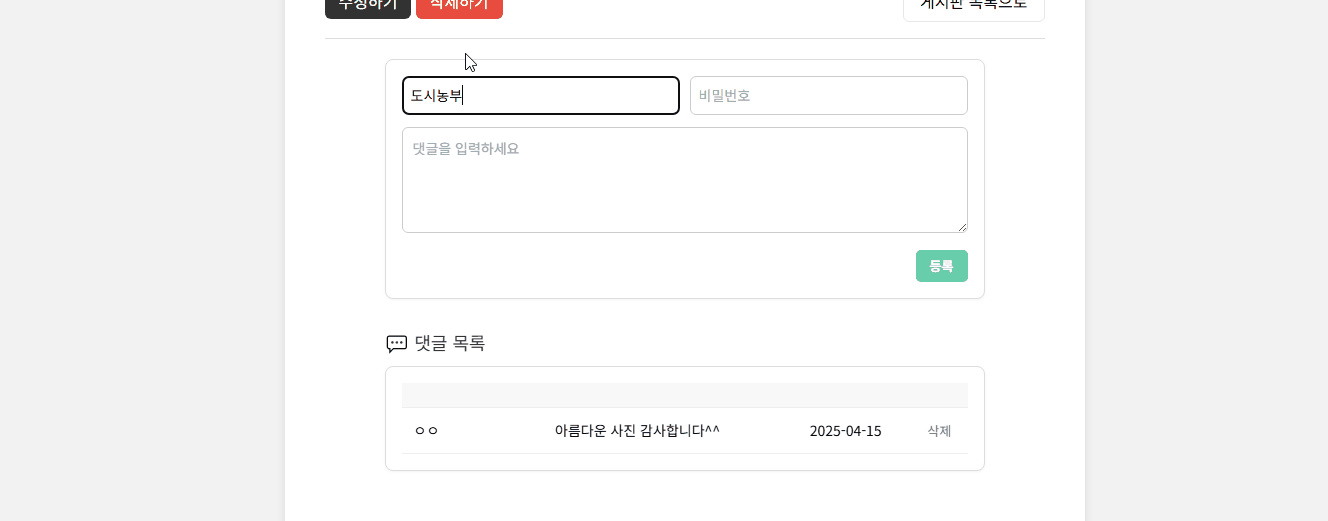 수정하기 삭제하기 게시판 목록으로
도시농부 비밀번호
댓글을 입력하세요
등록
댓글 목록
ㅇㅇ 아름다운 사진 감사합니다^^ 2025-04-15 삭제